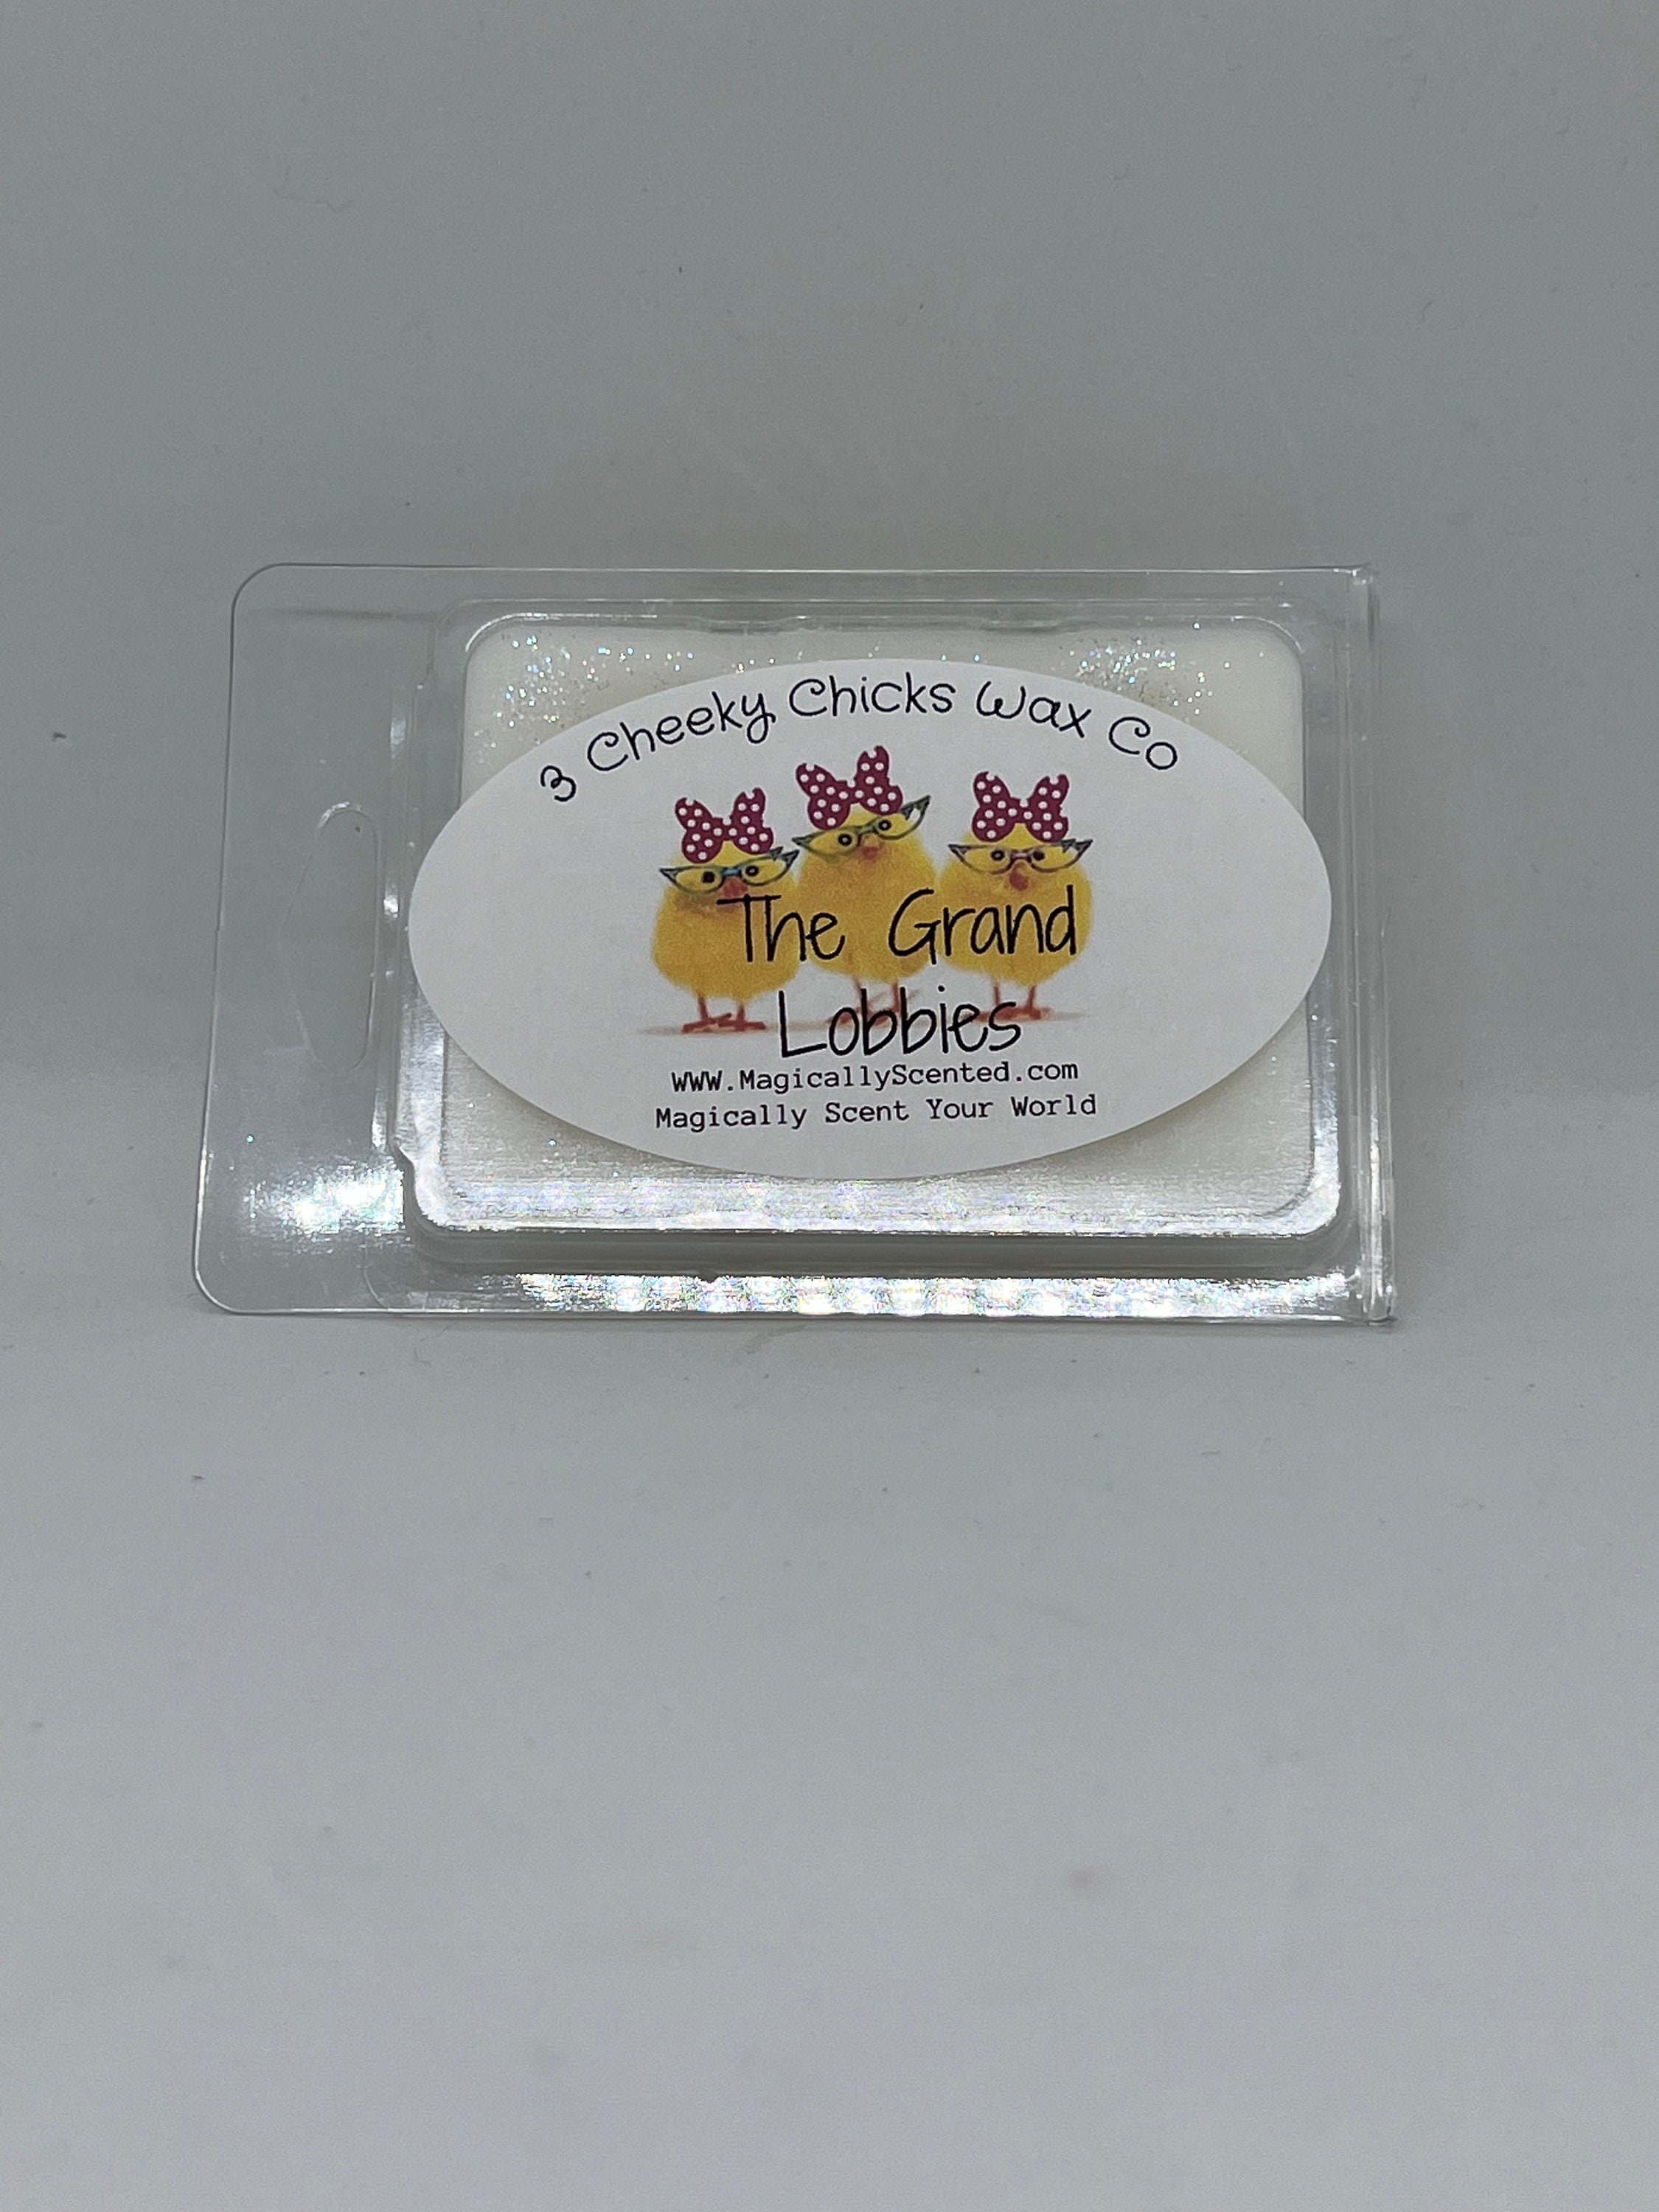 3 Cheeky Chicks Wax Co
The Grand
Lobbies
WWW.MagicallyScented.com
Magically Scent Your World